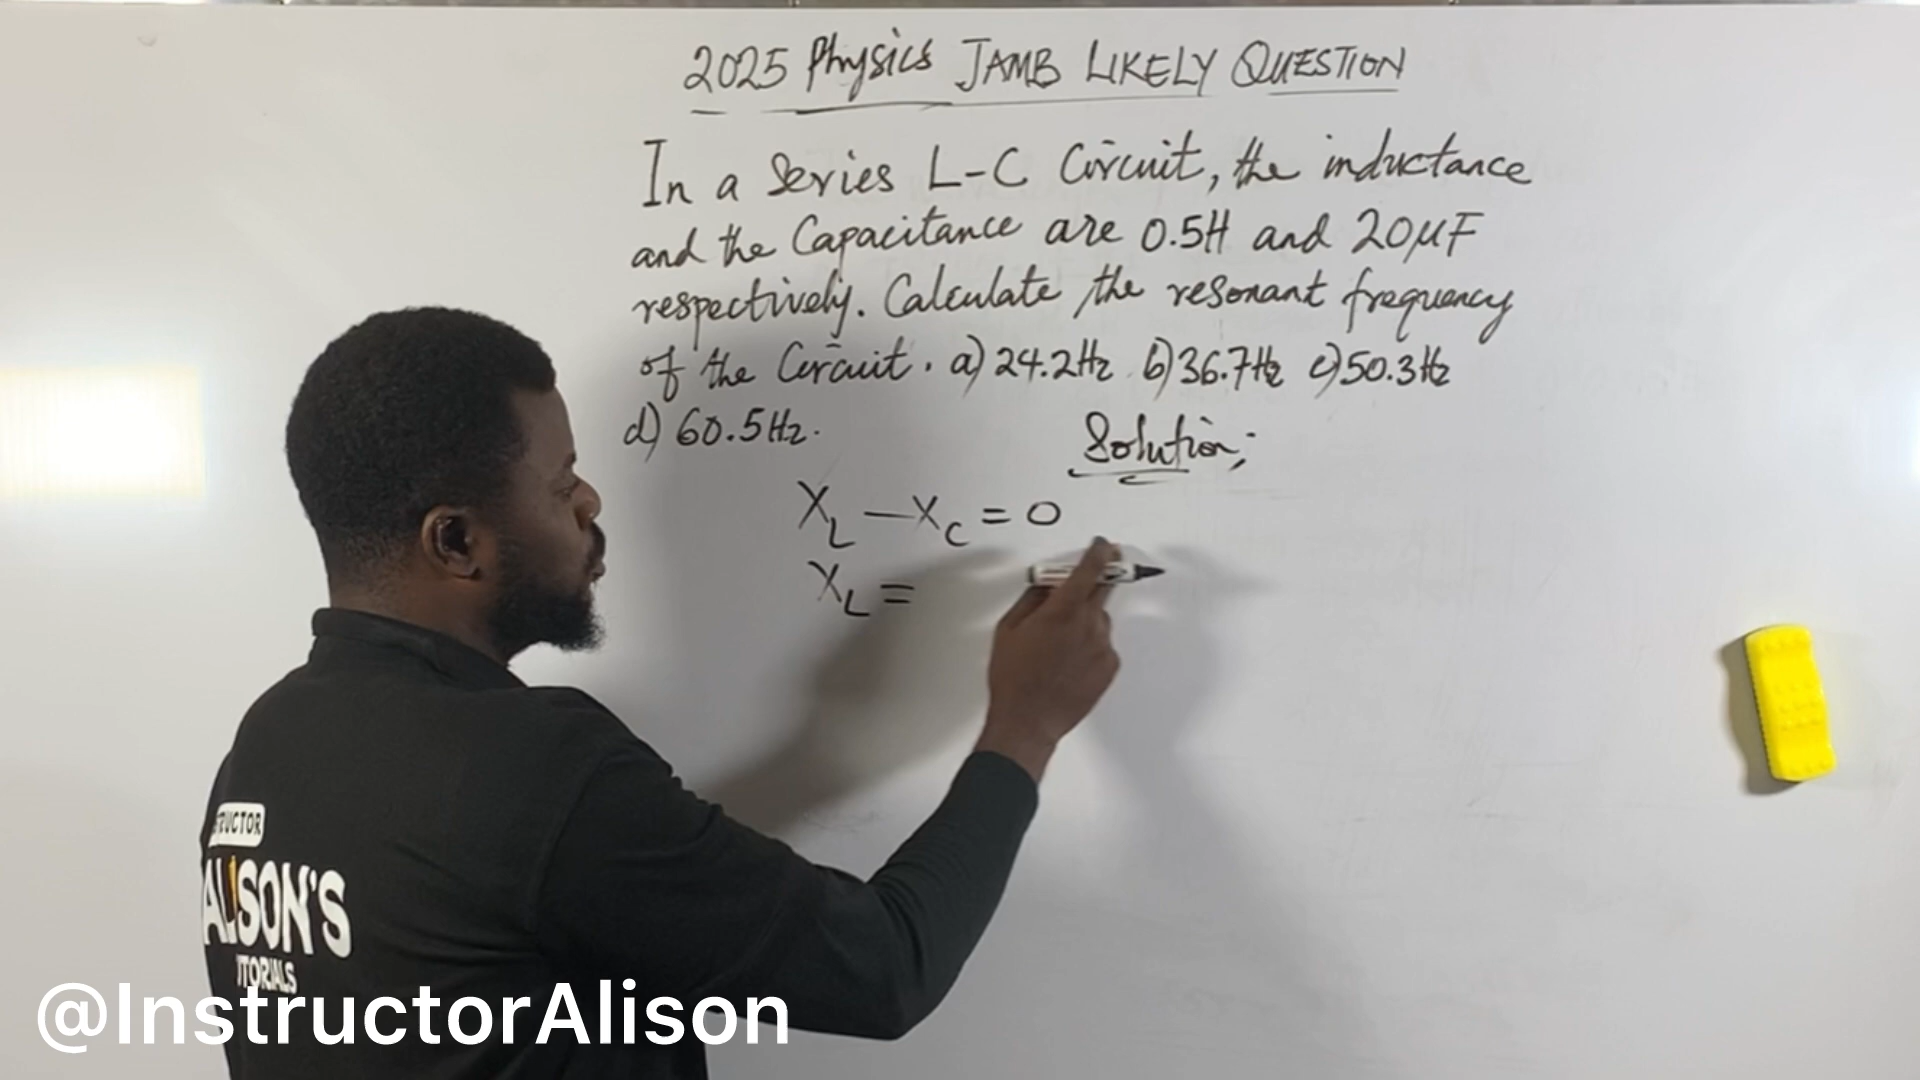 2025 Physics JAMB LIKELY QUESTION
In a Series L-C Circuit, the inductance
and the Capacitance are 0.5H and 20μF
respectively. Calculate the resonant frequency
of the Circuit. a) 24.2Hz b) 36.7Hz c) 50.3Hz
d) 60.5Hz.
Solution;
X_L - X_C = 0
X_L =
ALISON'S
@InstructorAlison